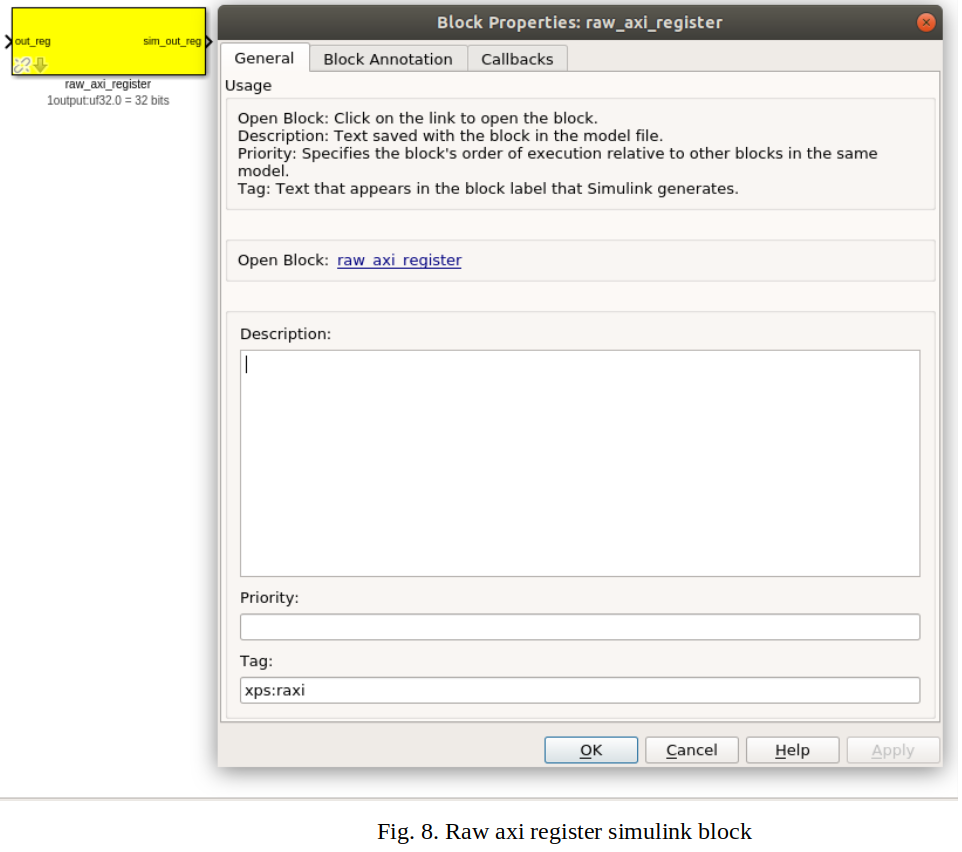 out_reg
sim_out_reg
raw_axi_register
1output:uf32.0 = 32 bits
Block Properties: raw_axi_register
General
Block Annotation
Callbacks
Usage
Open Block: Click on the link to open the block.
Description: Text saved with the block in the model file.
Priority: Specifies the block's order of execution relative to other blocks in the same
model.
Tag: Text that appears in the block label that Simulink generates.
Open Block: raw_axi_register
Description:
Priority:
Tag:
xps:raxi
OK
Cancel
Help
Apply
Fig. 8. Raw axi register simulink block